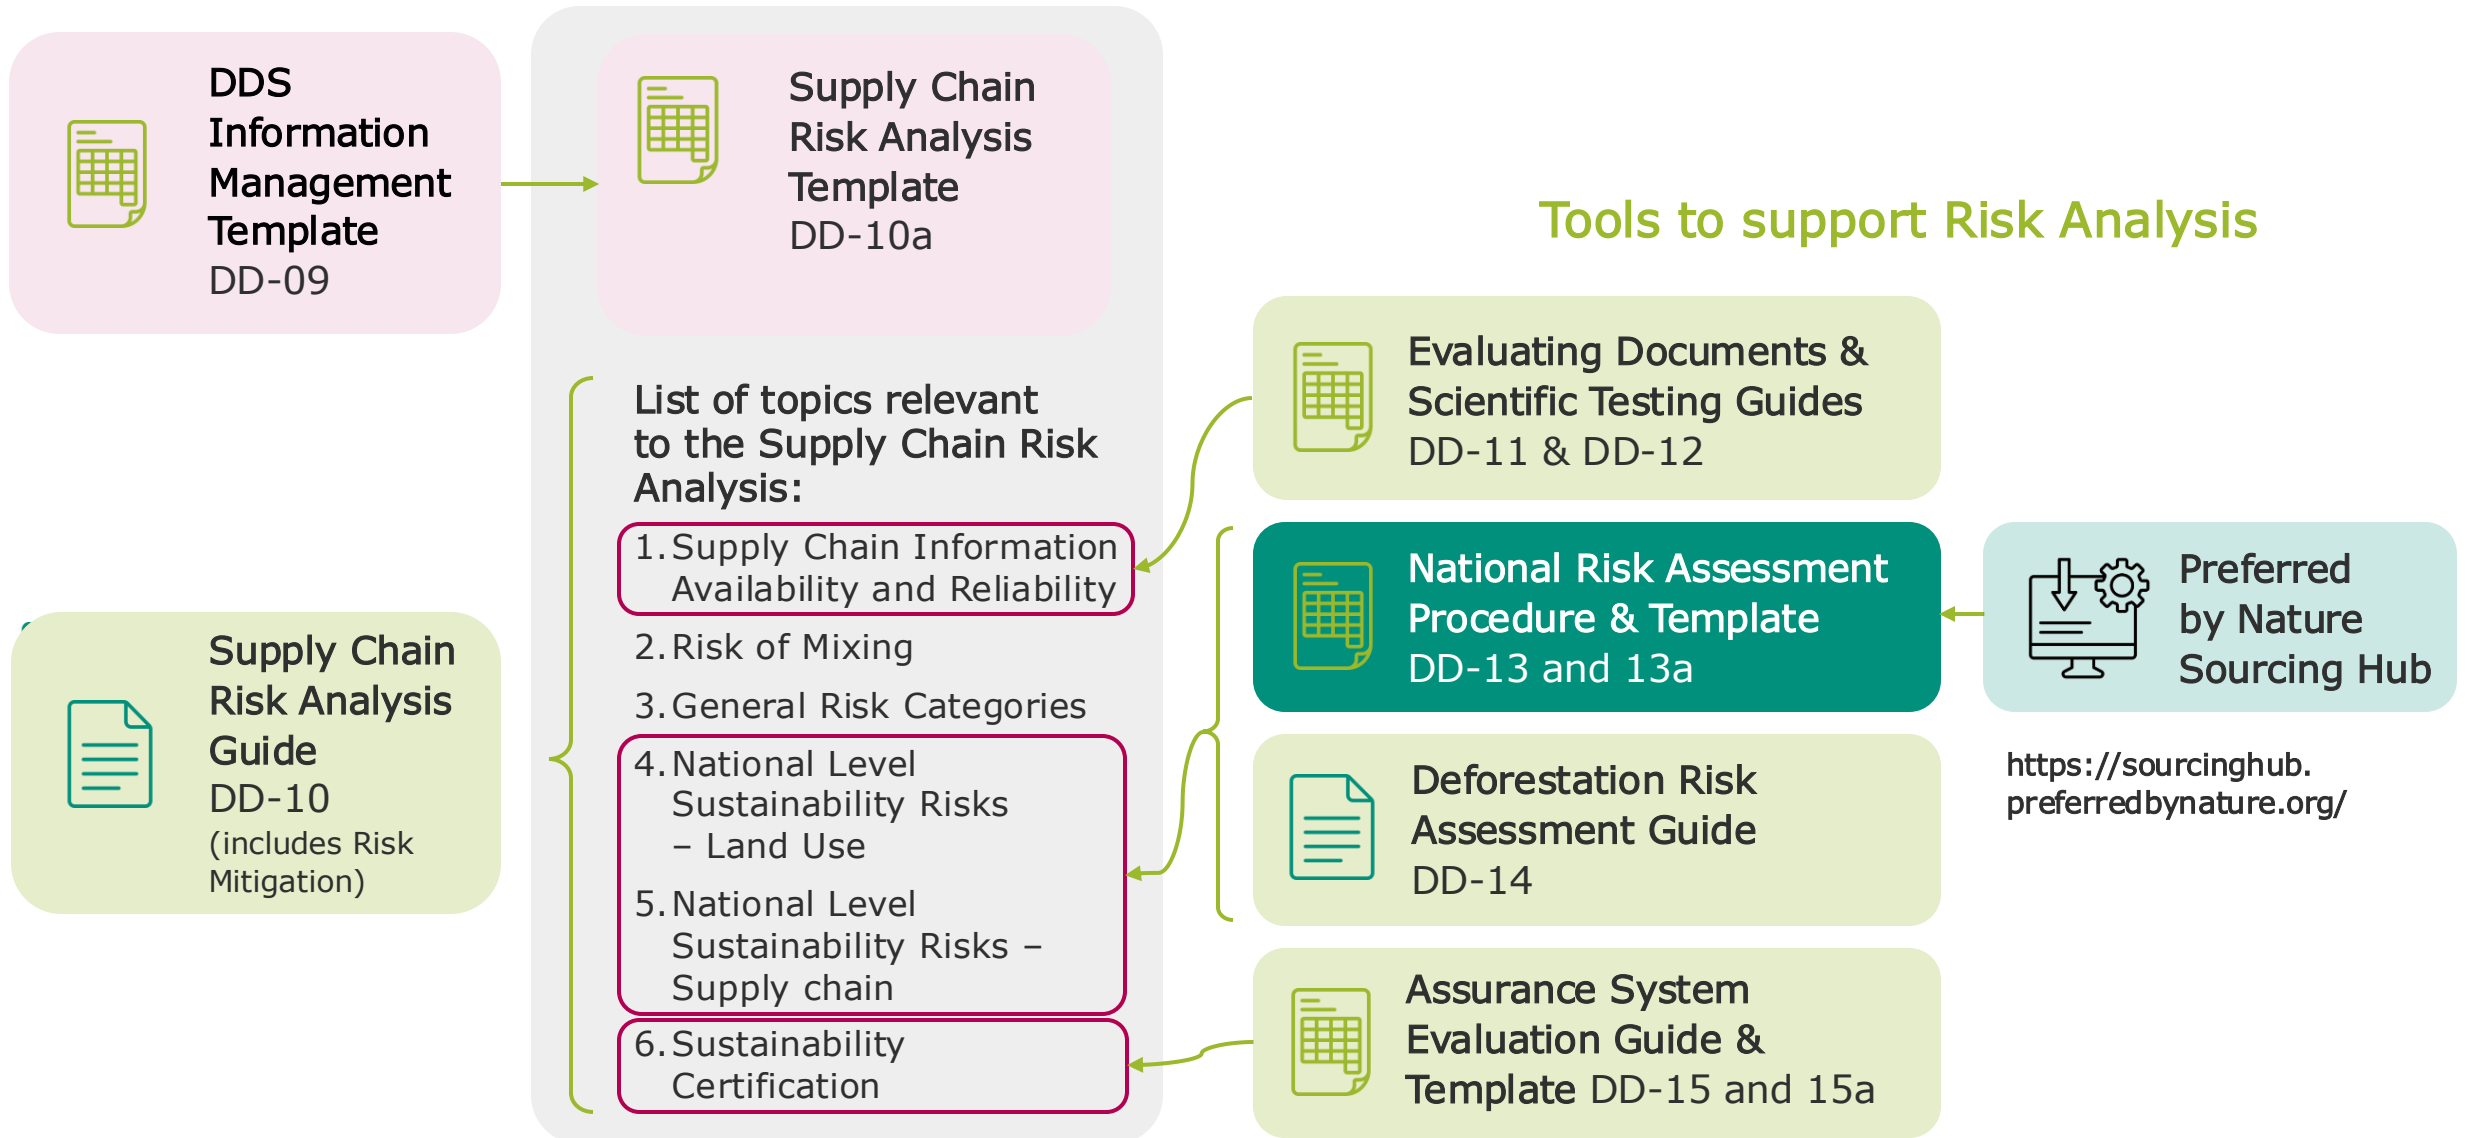 DDS
Information
Management
Template
DD-09
Supply Chain
Risk Analysis
Template
DD-10a
Tools to support Risk Analysis
Supply Chain
Risk Analysis
Guide
DD-10
(includes Risk
Mitigation)
List of topics relevant
to the Supply Chain Risk
Analysis:
1. Supply Chain Information
Availability and Reliability
2. Risk of Mixing
3. General Risk Categories
4. National Level
Sustainability Risks
– Land Use
5. National Level
Sustainability Risks –
Supply chain
6. Sustainability
Certification
Evaluating Documents &
Scientific Testing Guides
DD-11 & DD-12
National Risk Assessment
Procedure & Template
DD-13 and 13a
Preferred
by Nature
Sourcing Hub
https://sourcinghub.
preferredbynature.org/
Deforestation Risk
Assessment Guide
DD-14
Assurance System
Evaluation Guide &
Template DD-15 and 15a